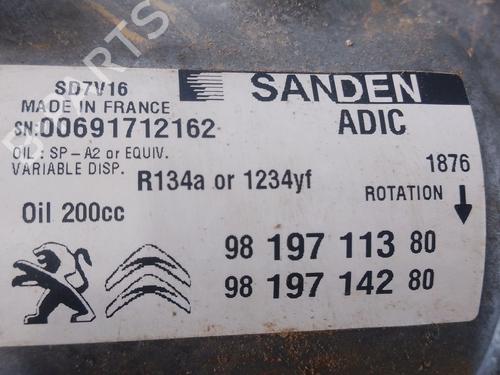 SD7V16
MADE IN FRANCE
SN:00691712162
OIL : SP-A2 or EQUIV.
VARIABLE DISP.
SANDEN
ADIC
R134a or 1234yf
1876
ROTATION
Oil 200cc
98 197 113 80
98 197 142 80